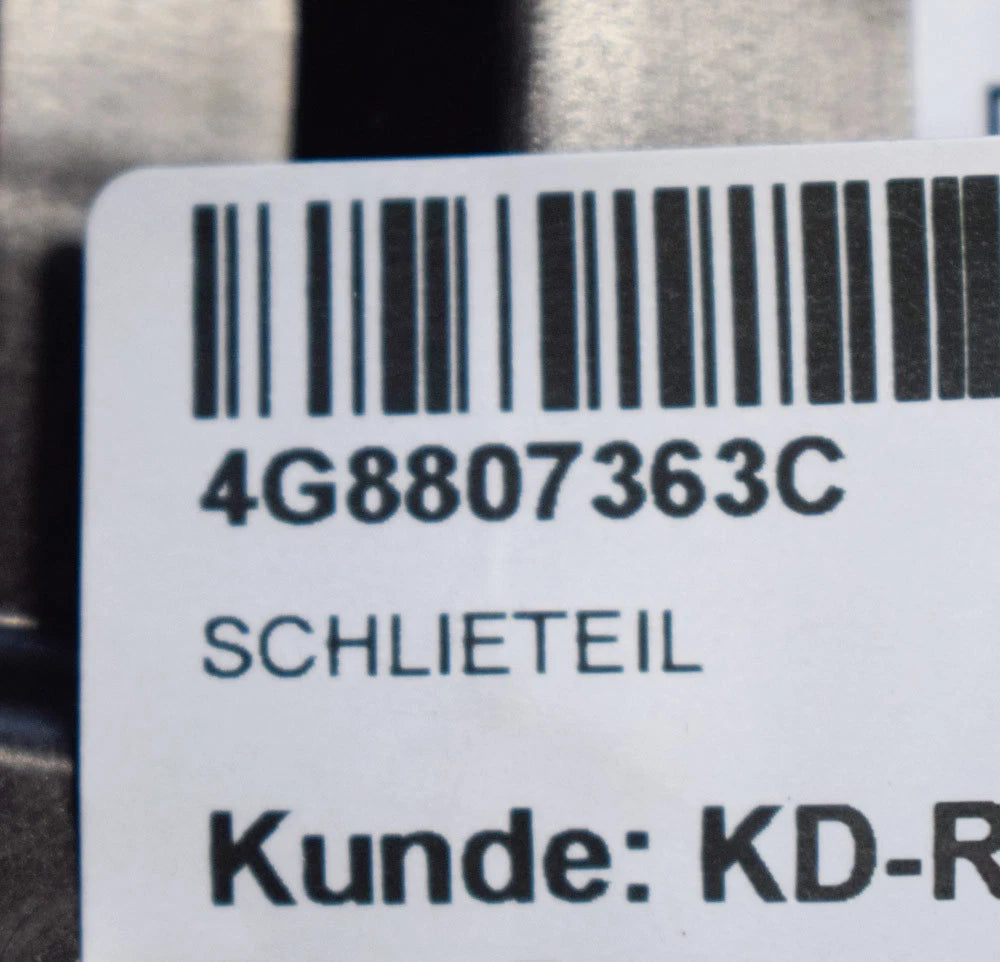 4G8807363C
SCHLIETEIL
Kunde: KD-R